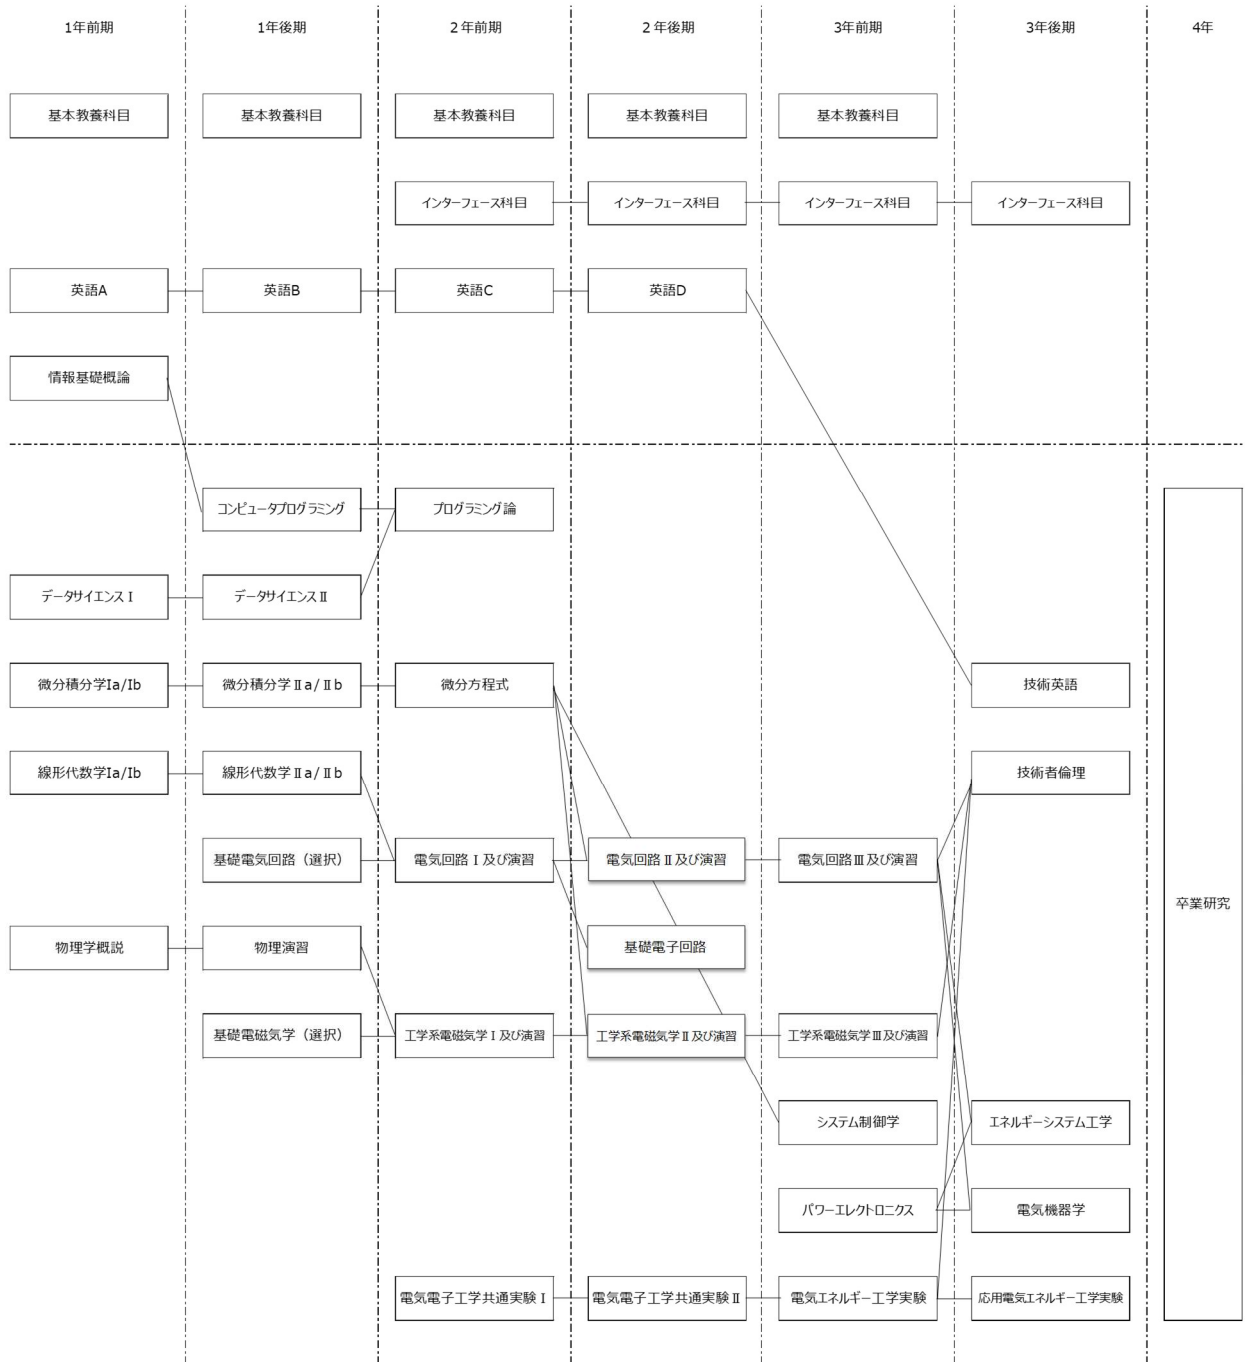 1年前期
1年後期
２年前期
２年後期
3年前期
3年後期
4年
基本教養科目
基本教養科目
基本教養科目
基本教養科目
基本教養科目
インターフェース科目
インターフェース科目
インターフェース科目
インターフェース科目
英語A
英語B
英語C
英語D
情報基礎概論
コンピュータプログラミング
プログラミング論
データサイエンスⅠ
データサイエンスⅡ
微分積分学Ia/Ib
微分積分学Ⅱa/Ⅱb
微分方程式
技術英語
線形代数学Ia/Ib
線形代数学Ⅱa/Ⅱb
技術者倫理
基礎電気回路（選択）
電気回路Ⅰ及び演習
電気回路Ⅱ及び演習
電気回路Ⅲ及び演習
卒業研究
物理学概説
物理演習
基礎電子回路
基礎電磁気学（選択）
工学系電磁気学Ⅰ及び演習
工学系電磁気学Ⅱ及び演習
工学系電磁気学Ⅲ及び演習
システム制御学
エネルギーシステム工学
パワーエレクトロニクス
電気機器学
電気電子工学共通実験Ⅰ
電気電子工学共通実験Ⅱ
電気エネルギー工学実験
応用電気エネルギー工学実験